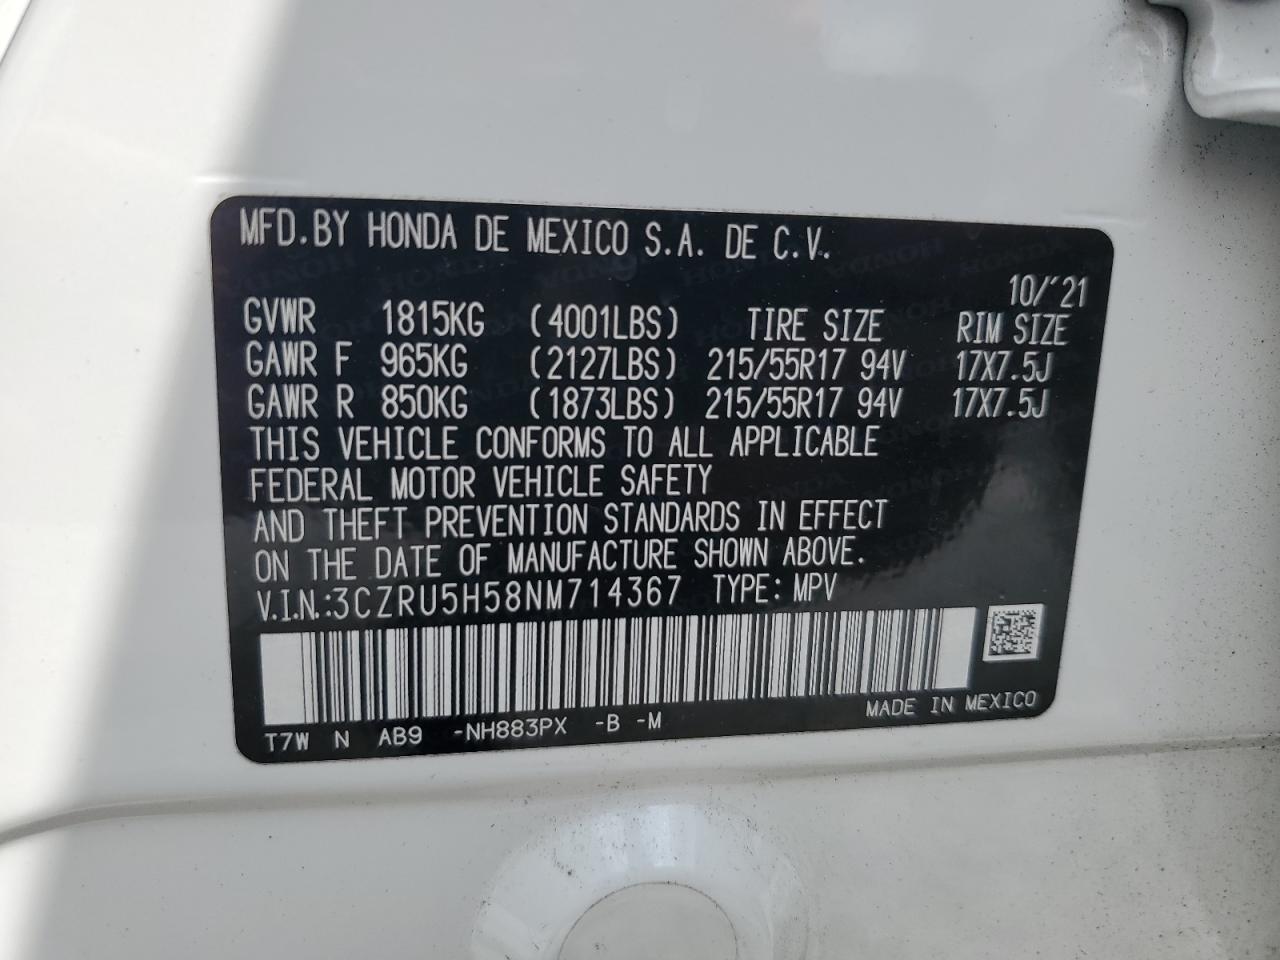 MFD.BY HONDA DE MEXICO S.A. DE C.V.
10/'21
GVWR 1815KG (4001LBS) TIRE SIZE RIM SIZE
GAWR F 965KG (2127LBS) 215/55R17 94V 17X7.5J
GAWR R 850KG (1873LBS) 215/55R17 94V 17X7.5J
THIS VEHICLE CONFORMS TO ALL APPLICABLE
FEDERAL MOTOR VEHICLE SAFETY
AND THEFT PREVENTION STANDARDS IN EFFECT
ON THE DATE OF MANUFACTURE SHOWN ABOVE.
V.I.N.:3CZRU5H58NM714367 TYPE: MPV
MADE IN MEXICO
T7W N AB9 -NH883PX -B -M